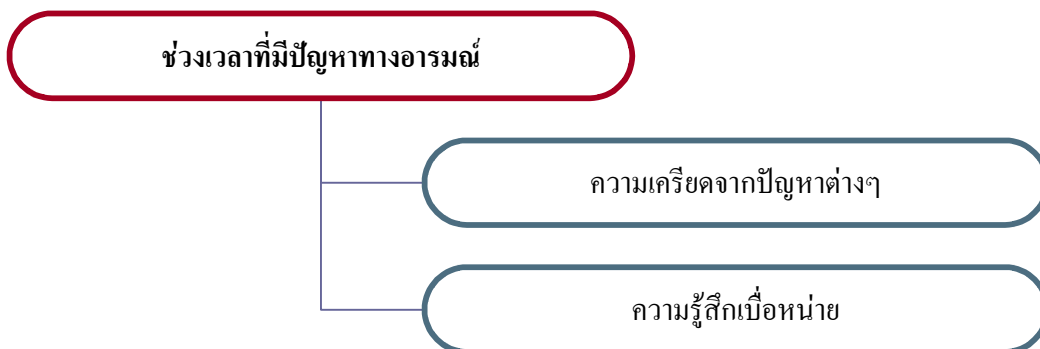 ช่วงเวลาที่มีปัญหาทางอารมณ์
ความเครียดจากปัญหาต่างๆ
ความรู้สึกเบื่อหน่าย